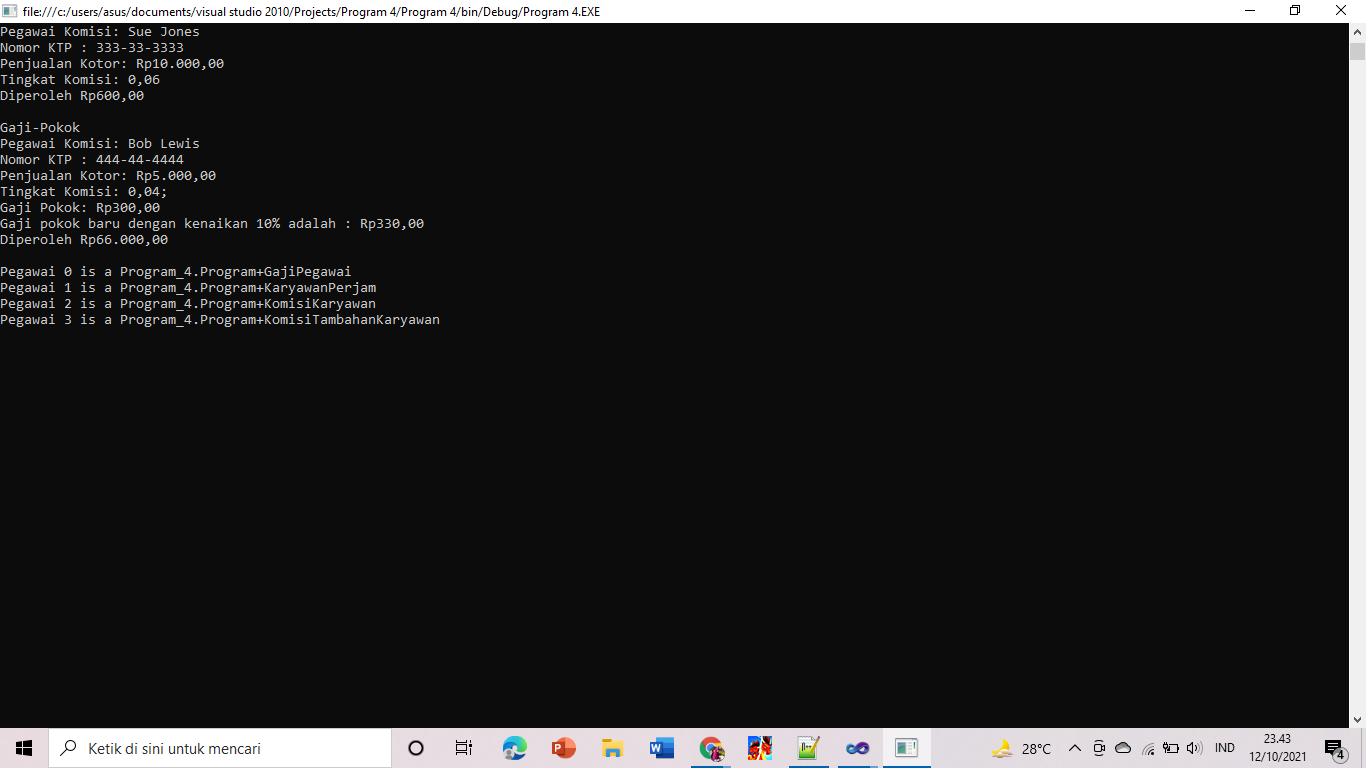 file:///c:/users/asus/documents/visual studio 2010/Projects/Program 4/Program 4/bin/Debug/Program 4.EXE
Pegawai Komisi: Sue Jones
Nomor KTP : 333-33-3333
Penjualan Kotor: Rp10.000,00
Tingkat Komisi: 0,06
Diperoleh Rp600,00
Gaji-Pokok
Pegawai Komisi: Bob Lewis
Nomor KTP : 444-44-4444
Penjualan Kotor: Rp5.000,00
Tingkat Komisi: 0,04;
Gaji Pokok: Rp300,00
Gaji pokok baru dengan kenaikan 10% adalah : Rp330,00
Diperoleh Rp66.000,00
Pegawai 0 is a Program_4.Program+GajiPegawai
Pegawai 1 is a Program_4.Program+KaryawanPerjam
Pegawai 2 is a Program_4.Program+KomisiKaryawan
Pegawai 3 is a Program_4.Program+KomisiTambahanKaryawan
Ketik di sini untuk mencari
28°C
IND
23.43
12/10/2021
4